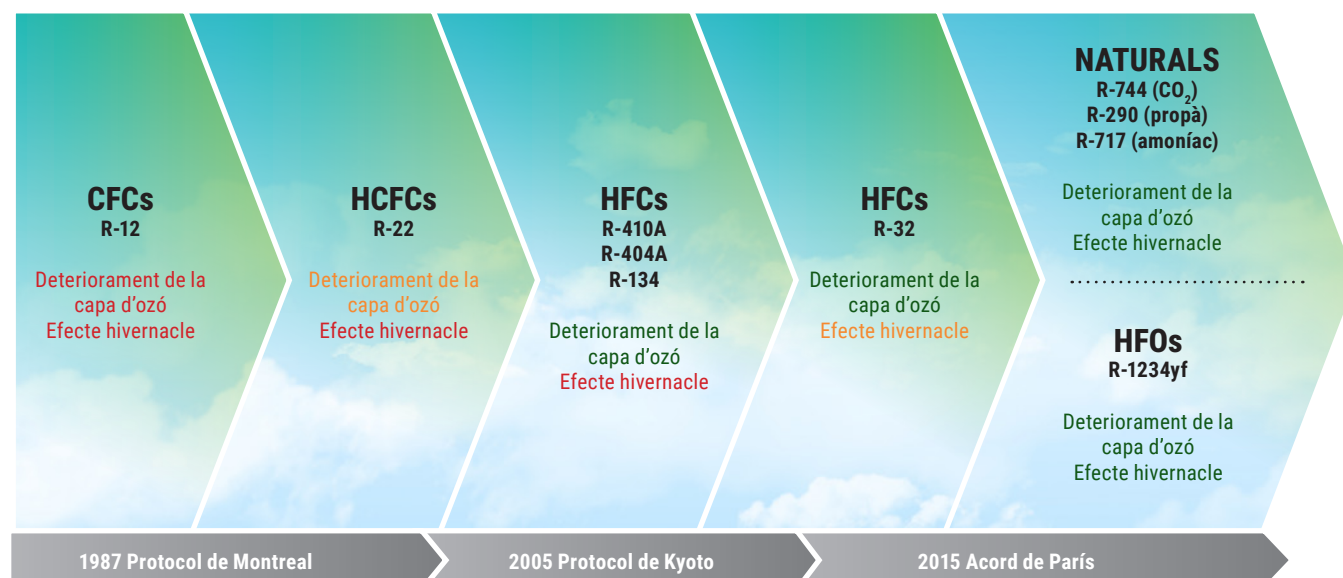 CFCs
R-12
Deteriorament de la
capa d'ozó
Efecte hivernacle
HCFCs
R-22
Deteriorament de la
capa d'ozó
Efecte hivernacle
HFCs
R-410A
R-404A
R-134
Deteriorament de la
capa d'ozó
Efecte hivernacle
HFCs
R-32
Deteriorament de la
capa d'ozó
Efecte hivernacle
NATURALS
R-744 (CO₂)
R-290 (propà)
R-717 (amoníac)
Deteriorament de la
capa d'ozó
Efecte hivernacle
HFOs
R-1234yf
Deteriorament de la
capa d'ozó
Efecte hivernacle
1987 Protocol de Montreal
2005 Protocol de Kyoto
2015 Acord de París